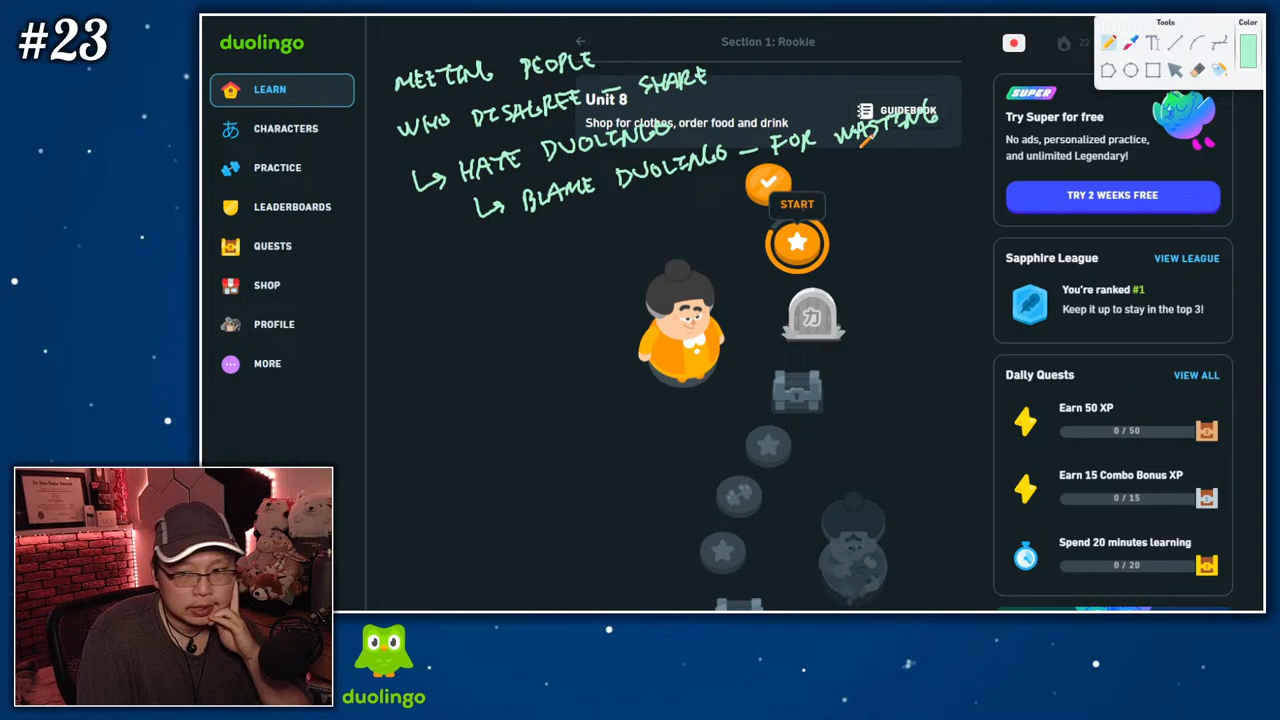 #23
duolingo
LEARN
CHARACTERS
PRACTICE
LEADERBOARDS
QUESTS
SHOP
PROFILE
MORE
Section 1: Rookie
Unit 8
Shop for clothes, order food and drink
GUIDEBOOK
MEETING PEOPLE
WHO DISAGREE - SHARE
↳ HATE DUOLINGO
↳ BLAME DUOLINGO - FOR WASTING
START
力
22
Tools
Color
SUPER
Try Super for free
No ads, personalized practice,
and unlimited Legendary!
TRY 2 WEEKS FREE
Sapphire League
VIEW LEAGUE
You're ranked #1
Keep it up to stay in the top 3!
Daily Quests
VIEW ALL
Earn 50 XP
0 / 50
Earn 15 Combo Bonus XP
0 / 15
Spend 20 minutes learning
0 / 20
duolingo